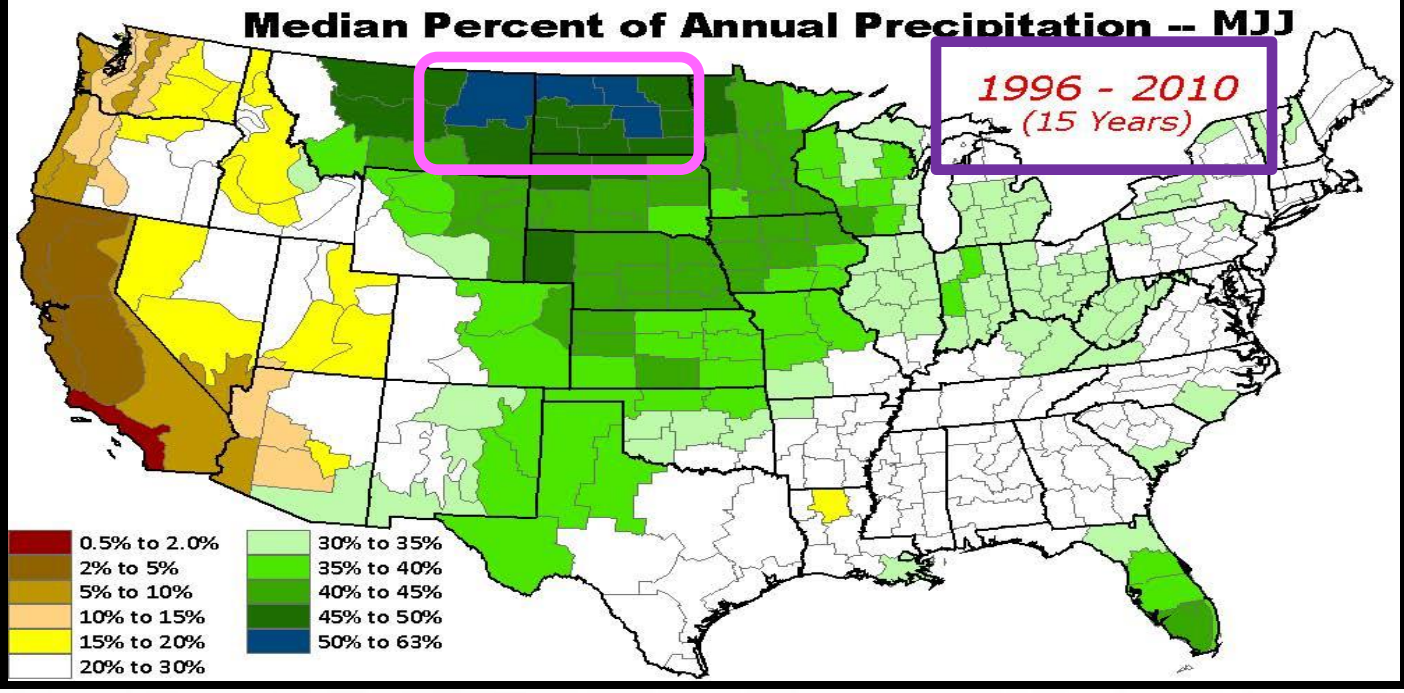 Median Percent of Annual Precipitation -- MJJ
1996 - 2010
(15 Years)
0.5% to 2.0%
2% to 5%
5% to 10%
10% to 15%
15% to 20%
20% to 30%
30% to 35%
35% to 40%
40% to 45%
45% to 50%
50% to 63%